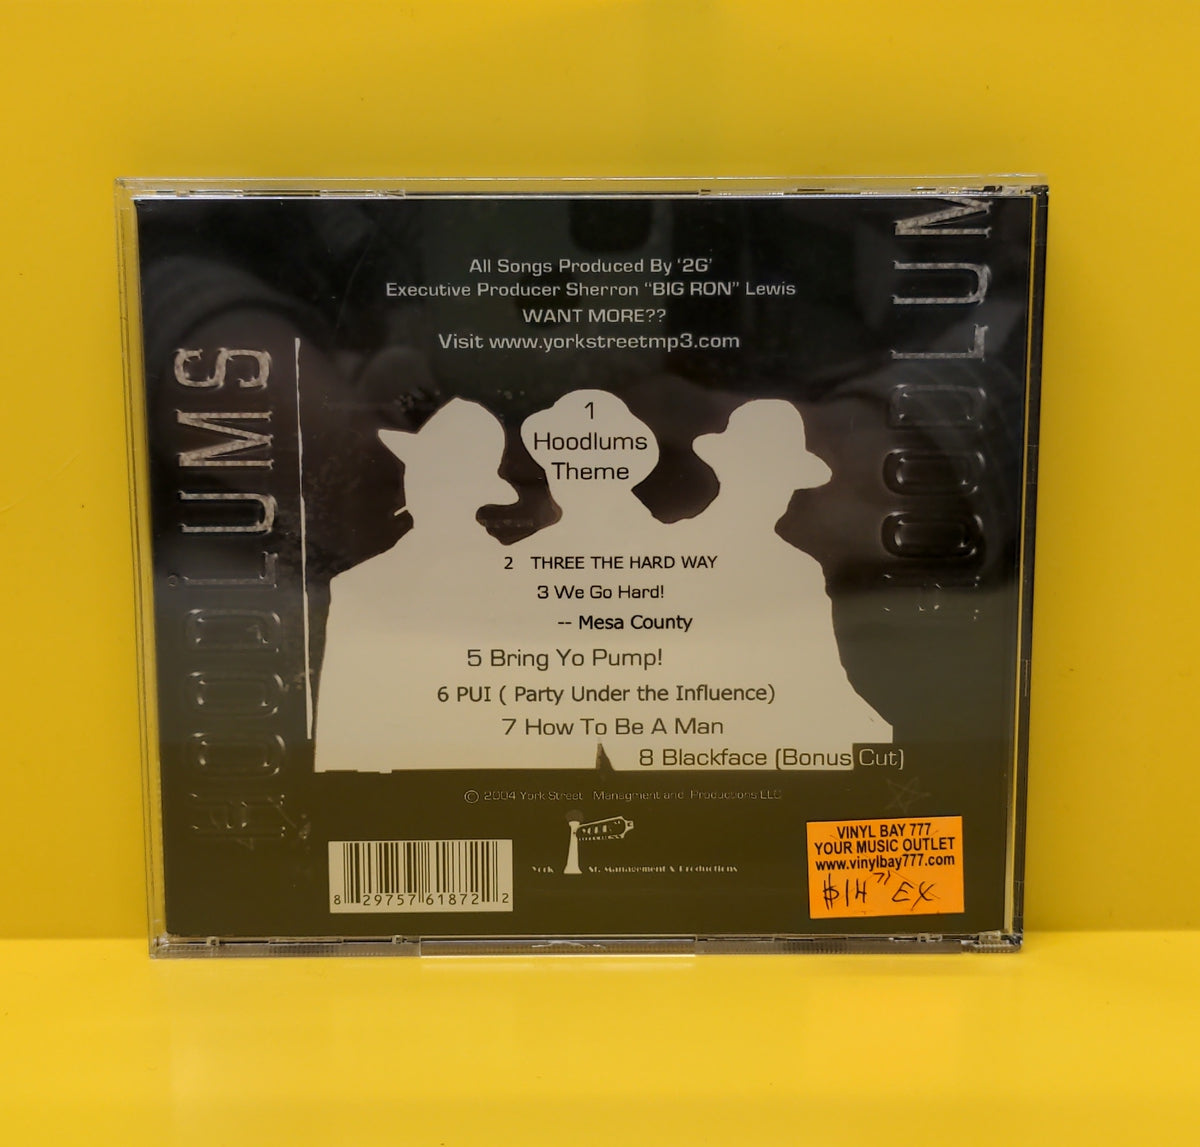 All Songs Produced By '2G'
Executive Producer Sherron "BIG RON" Lewis
WANT MORE??
Visit www.yorkstreetmp3.com
HOODLUMS
HOODLUM
1
Hoodlums
Theme
2 THREE THE HARD WAY
3 We Go Hard!
-- Mesa County
5 Bring Yo Pump!
6 PUI ( Party Under the Influence)
7 How To Be A Man
8 Blackface (Bonus Cut)
© 2004 York Street Managment and Productions LLC
York St. Management & Productions
8 29757 61872 2
VINYL BAY 777
YOUR MUSIC OUTLET
www.vinylbay777.com
$14 77 EX